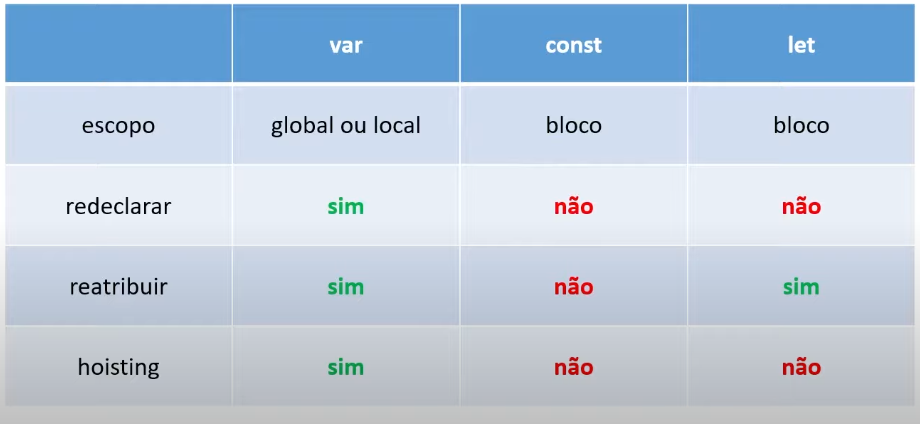 var const let
escopo global ou local bloco bloco
redeclarar sim não não
reatribuir sim não sim
hoisting sim não não